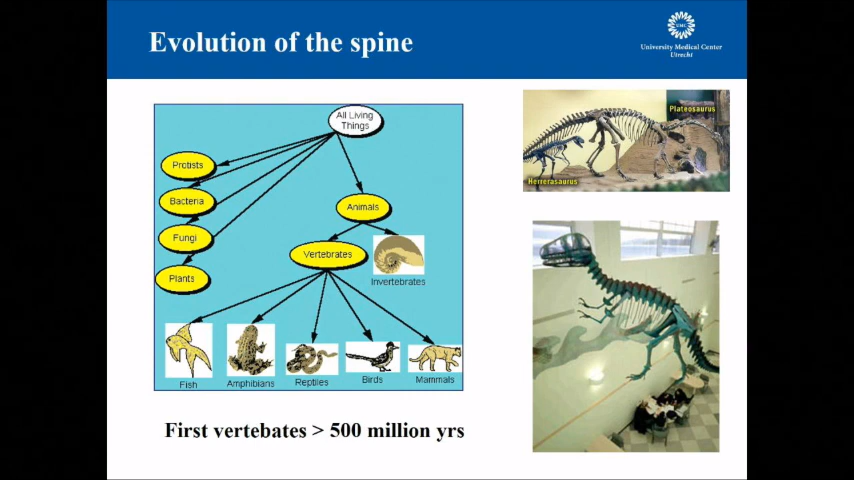 Evolution of the spine
UMC
University Medical Center
Utrecht
All Living
Things
Protists
Bacteria
Animals
Fungi
Vertebrates
Plants
Invertebrates
Fish
Amphibians
Reptiles
Birds
Mammals
Plateosaurus
Herrerasaurus
First vertebates > 500 million yrs